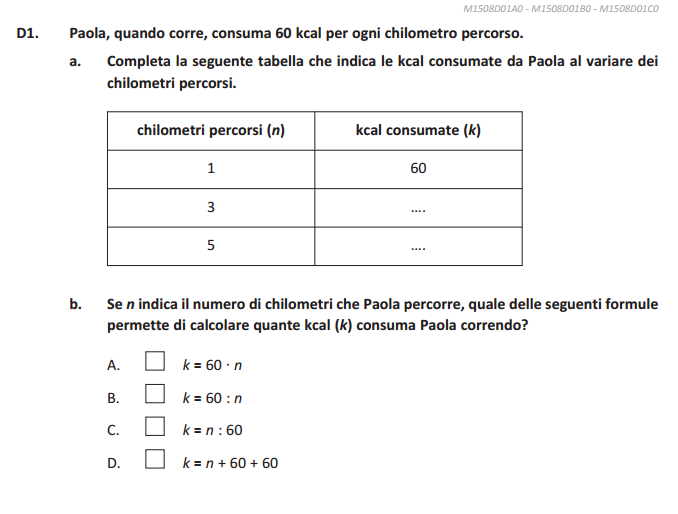 M1508D01A0 - M1508D01B0 - M1508D01C0
D1. Paola, quando corre, consuma 60 kcal per ogni chilometro percorso.
a. Completa la seguente tabella che indica le kcal consumate da Paola al variare dei
chilometri percorsi.
chilometri percorsi (n) kcal consumate (k)
1 60
3 ....
5 ....
b. Se n indica il numero di chilometri che Paola percorre, quale delle seguenti formule
permette di calcolare quante kcal (k) consuma Paola correndo?
A. k = 60 · n
B. k = 60 : n
C. k = n : 60
D. k = n + 60 + 60